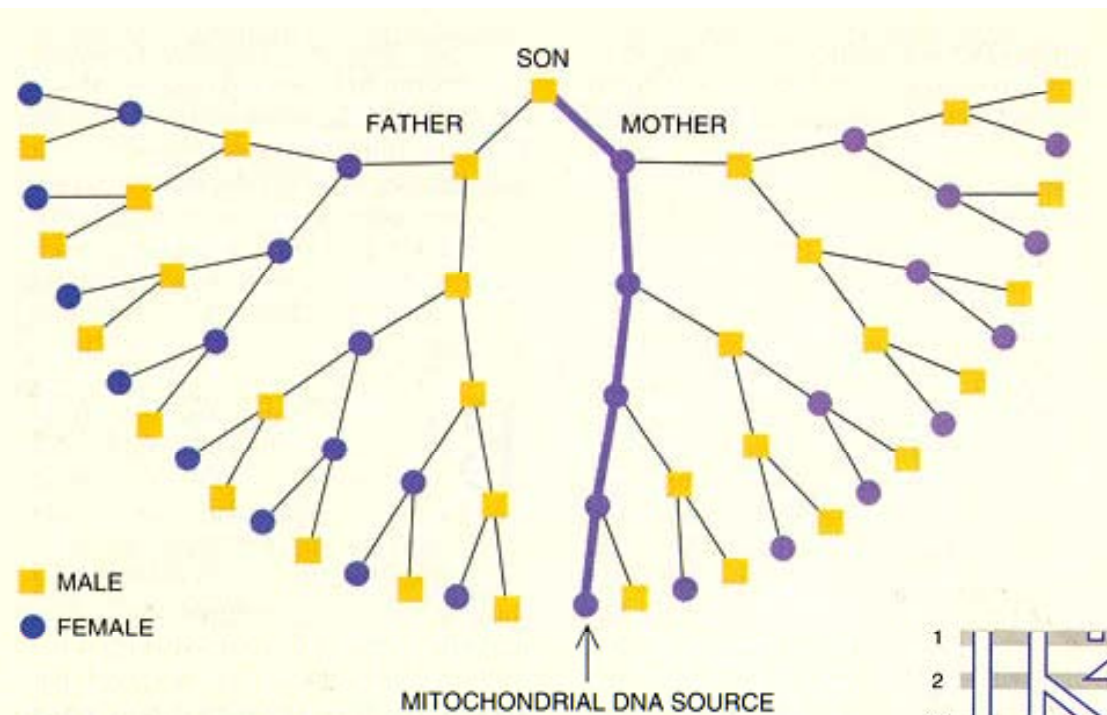 SON
FATHER
MOTHER
MALE
FEMALE
MITOCHONDRIAL DNA SOURCE
1
2